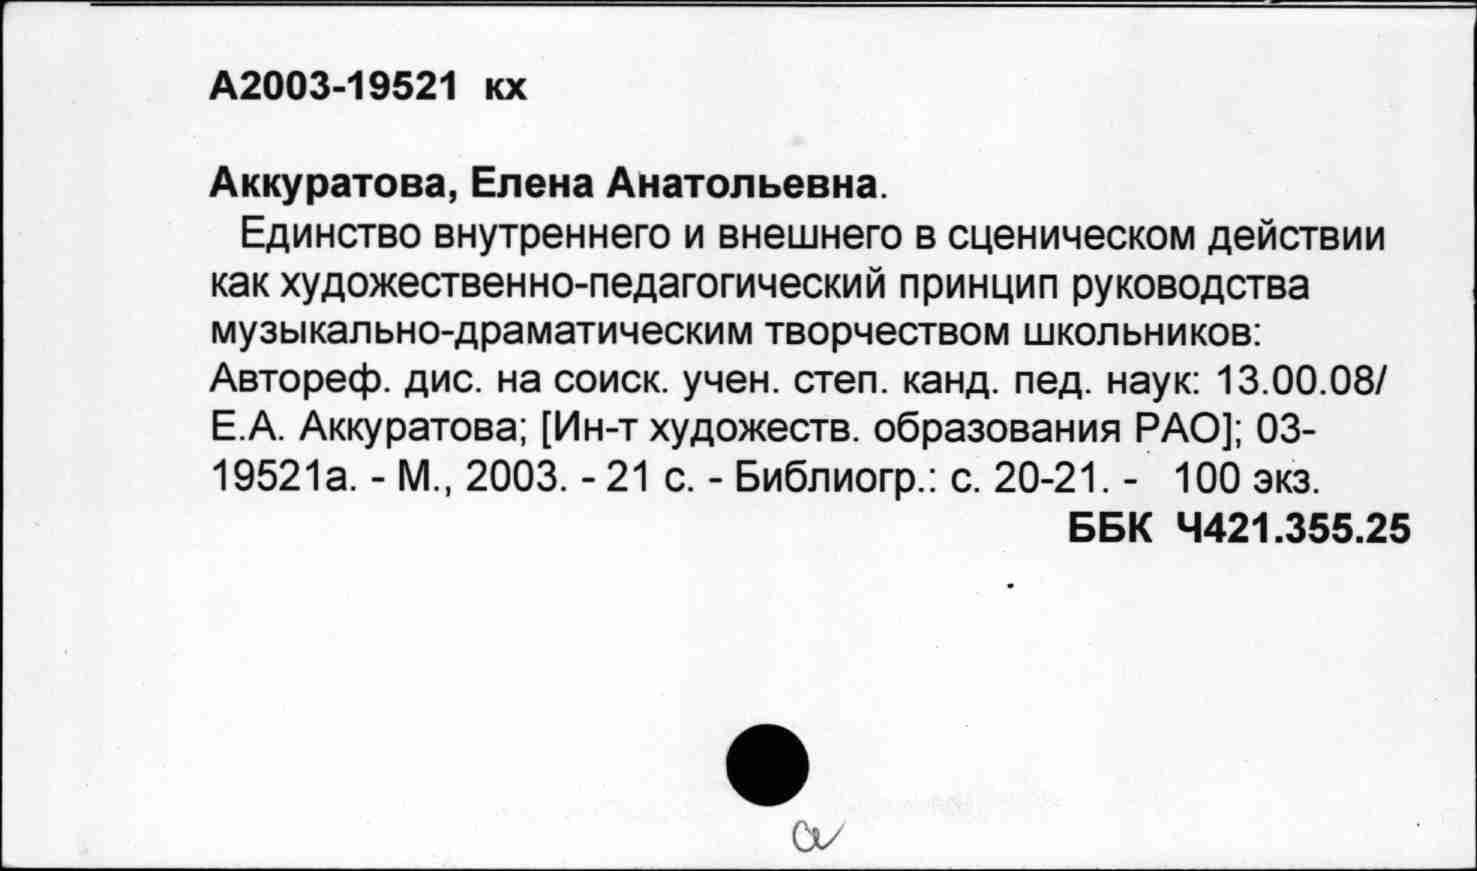 А2003-19521 кх
Аккуратова, Елена Анатольевна.
Единство внутреннего и внешнего в сценическом действии
как художественно-педагогический принцип руководства
музыкально-драматическим творчеством школьников:
Автореф. дис. на соиск. учен. степ. канд. пед. наук: 13.00.08/
Е.А. Аккуратова; [Ин-т художеств. образования РАО]; 03-
19521а. - М., 2003. - 21 с. - Библиогр.: с. 20-21. - 100 экз.
ББК Ч421.355.25